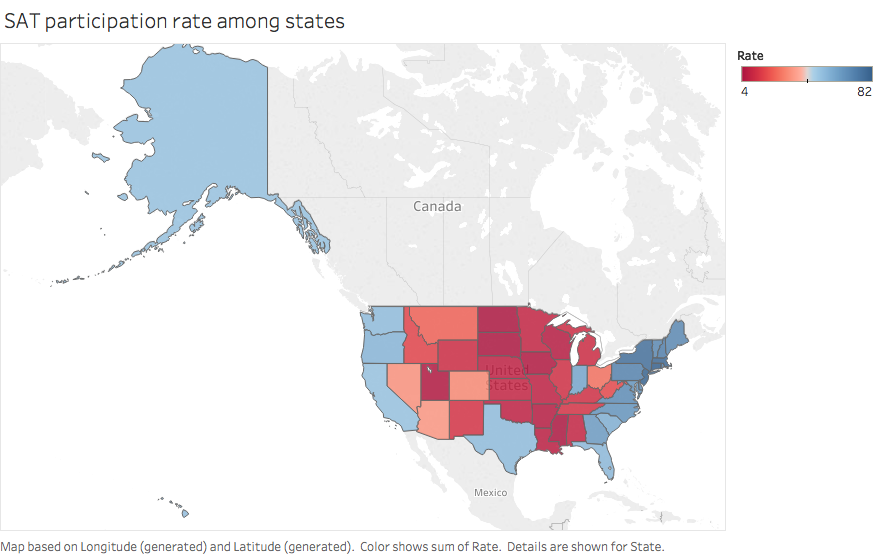 SAT participation rate among states
Rate
4 82
Canada
United
States
Mexico
Map based on Longitude (generated) and Latitude (generated). Color shows sum of Rate. Details are shown for State.